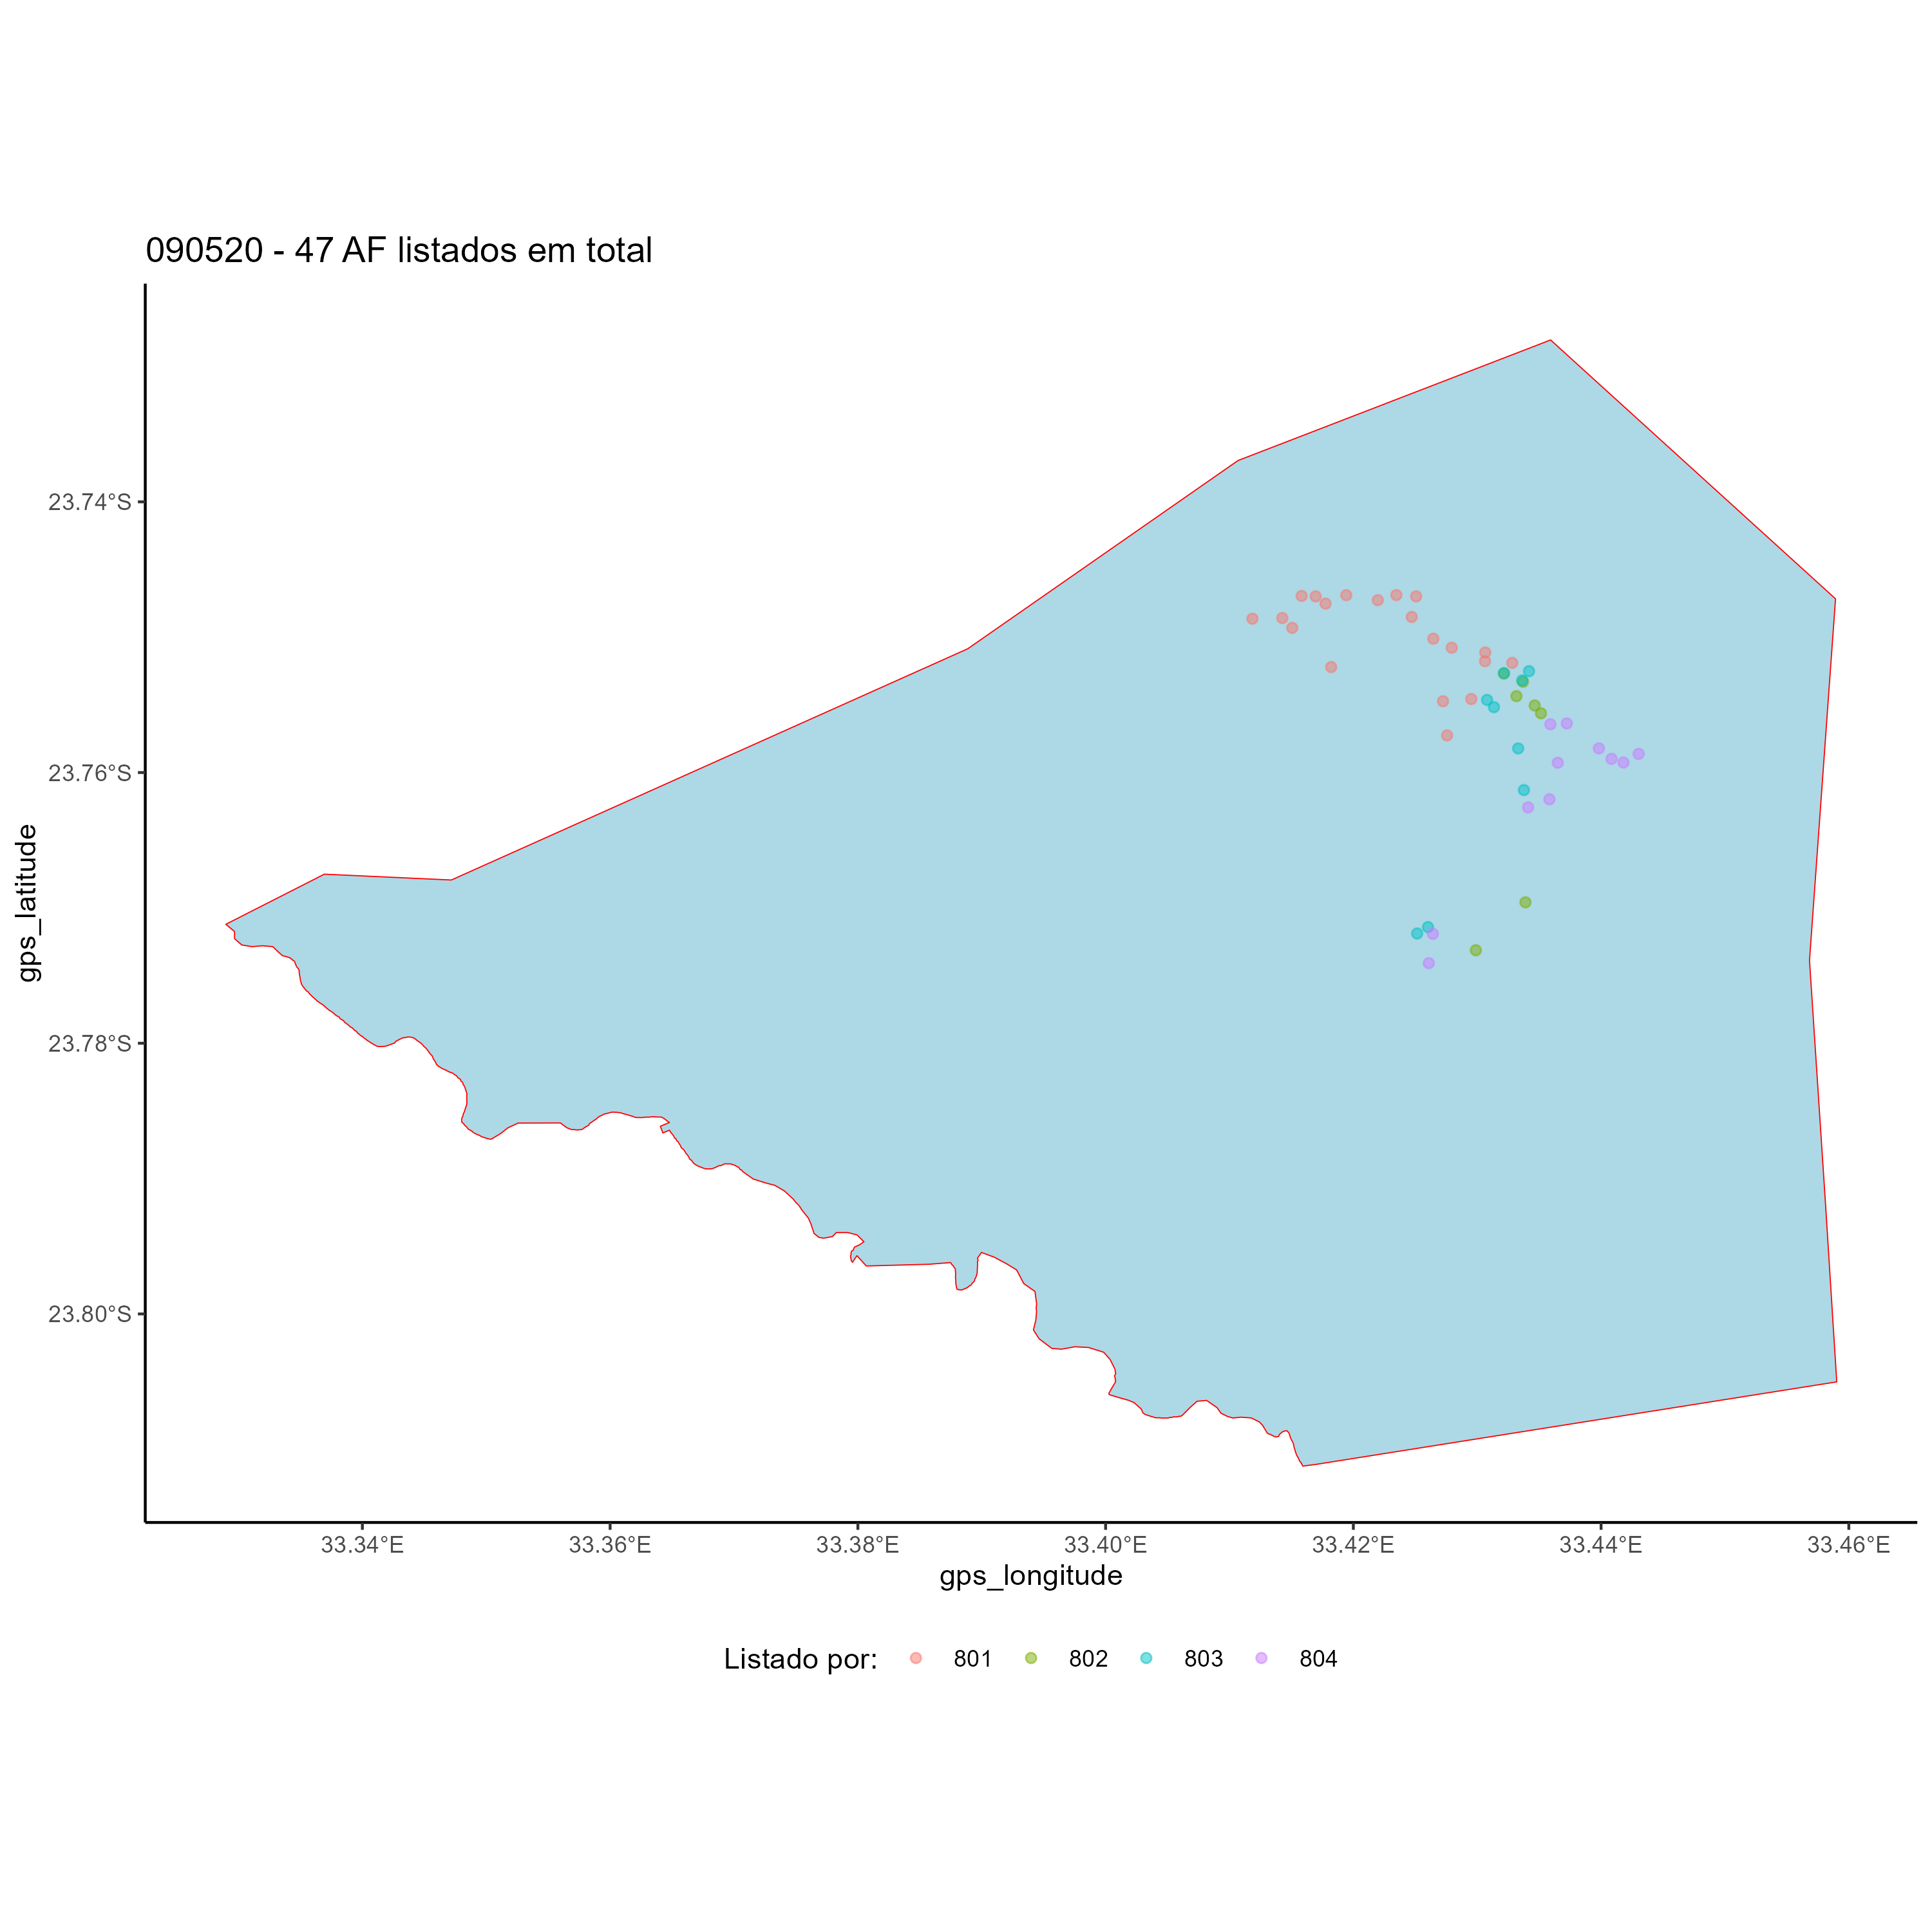 090520 - 47 AF listados em total
gps_latitude
23.74°S
23.76°S
23.78°S
23.80°S
33.34°E
33.36°E
33.38°E
33.40°E
33.42°E
33.44°E
33.46°E
gps_longitude
Listado por: 801 802 803 804